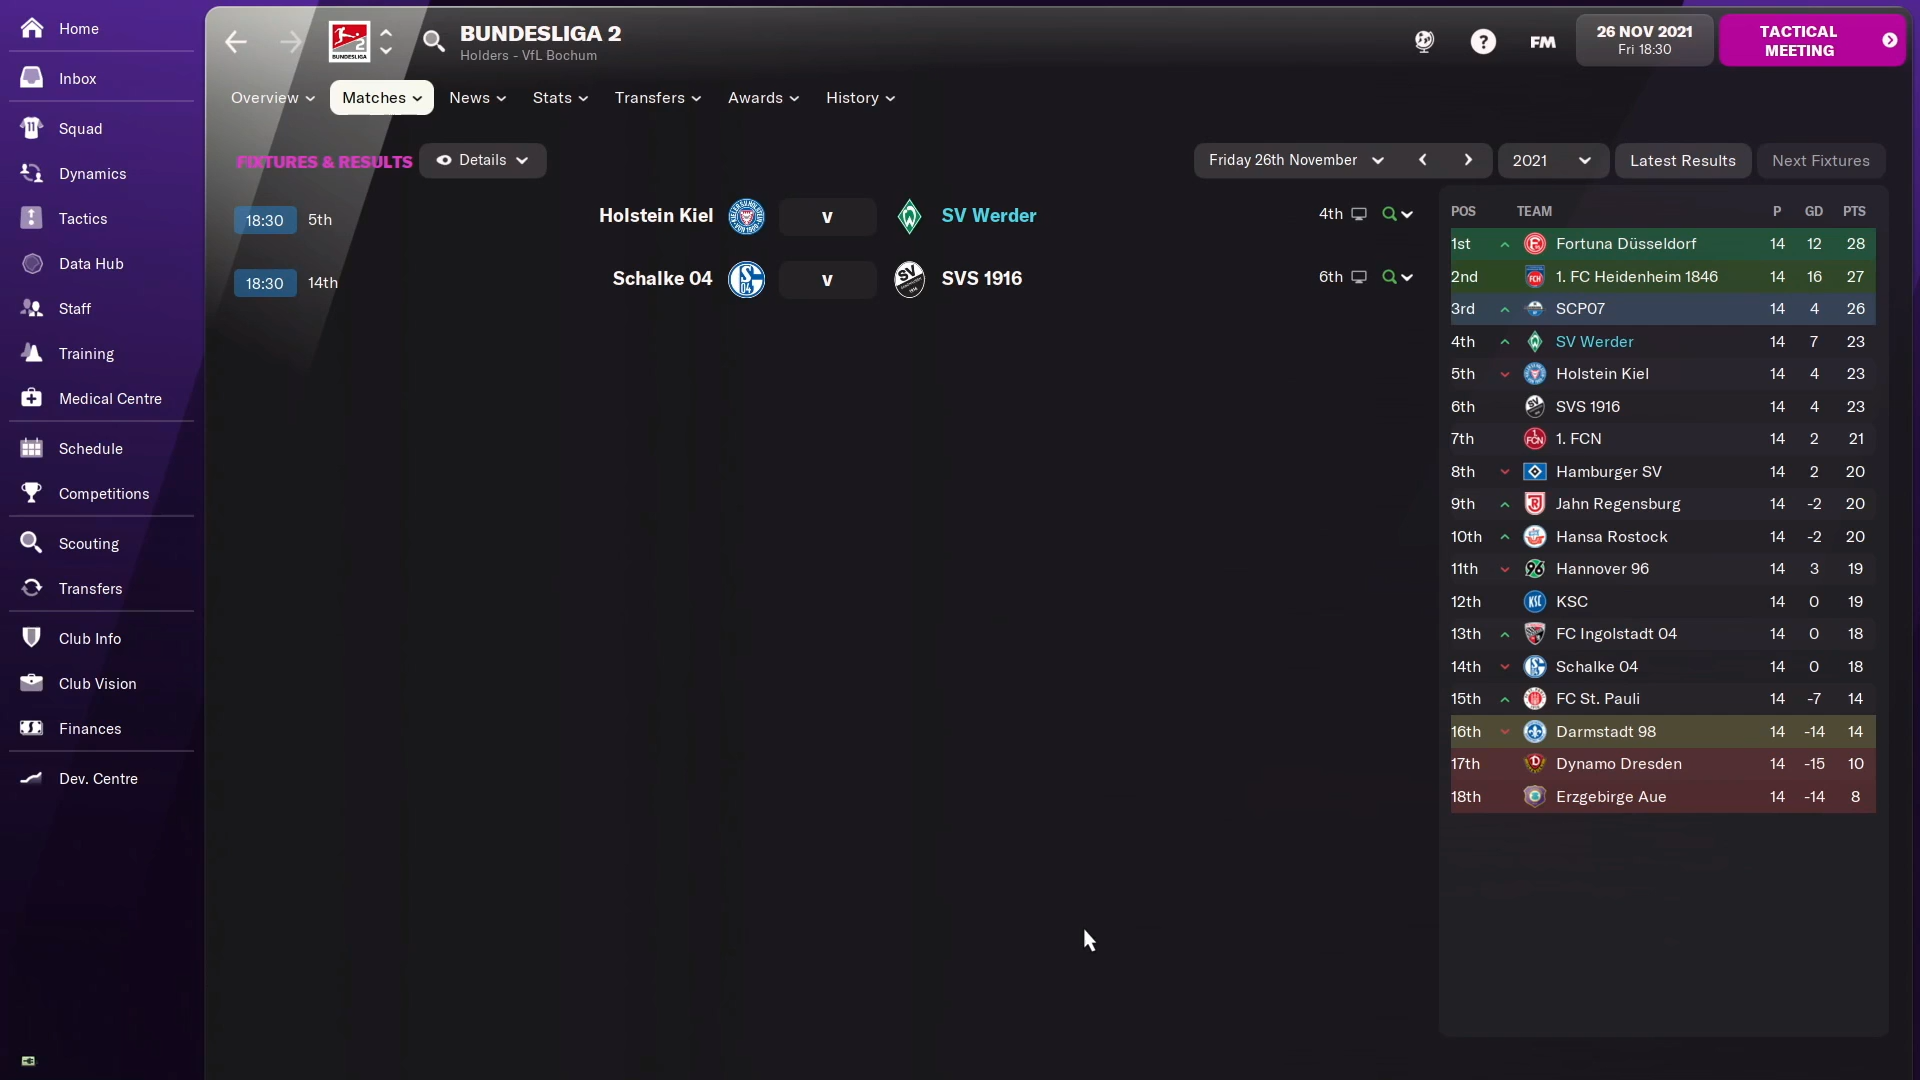 Home
Inbox
Squad
Dynamics
Tactics
Data Hub
Staff
Training
Medical Centre
Schedule
Competitions
Scouting
Transfers
Club Info
Club Vision
Finances
Dev. Centre
BUNDESLIGA 2
Holders - VfL Bochum
FM
26 NOV 2021
Fri 18:30
TACTICAL
MEETING
Overview Matches News Stats Transfers Awards History
FIXTURES & RESULTS Details Friday 26th November 2021 Latest Results Next Fixtures
18:30 5th Holstein Kiel v SV Werder 4th
18:30 14th Schalke 04 v SVS 1916 6th
POS TEAM P GD PTS
1st Fortuna Düsseldorf 14 12 28
2nd 1. FC Heidenheim 1846 14 16 27
3rd SCP07 14 4 26
4th SV Werder 14 7 23
5th Holstein Kiel 14 4 23
6th SVS 1916 14 4 23
7th 1. FCN 14 2 21
8th Hamburger SV 14 2 20
9th Jahn Regensburg 14 -2 20
10th Hansa Rostock 14 -2 20
11th Hannover 96 14 3 19
12th KSC 14 0 19
13th FC Ingolstadt 04 14 0 18
14th Schalke 04 14 0 18
15th FC St. Pauli 14 -7 14
16th Darmstadt 98 14 -14 14
17th Dynamo Dresden 14 -15 10
18th Erzgebirge Aue 14 -14 8